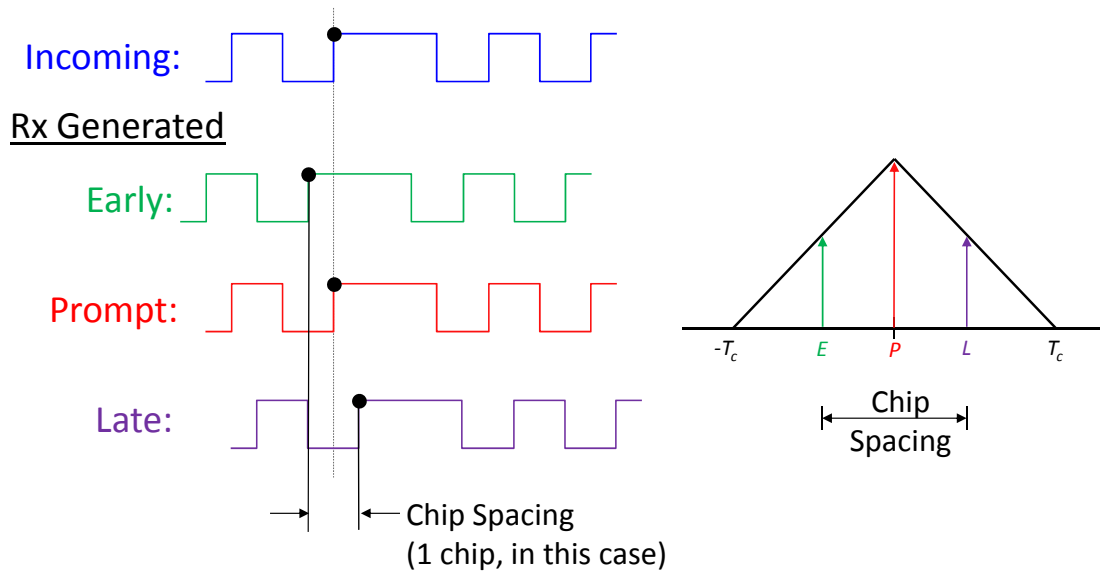 Incoming:
Rx Generated
Early:
Prompt:
Late:
Chip Spacing
(1 chip, in this case)
-Tc E P L Tc
Chip
Spacing